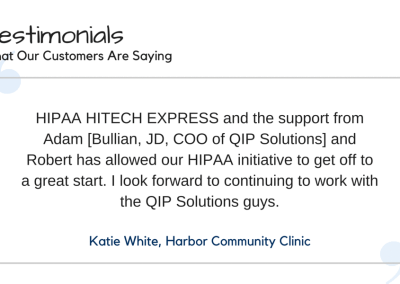 estimonials
at Our Customers Are Saying
HIPAA HITECH EXPRESS and the support from
Adam [Bullian, JD, COO of QIP Solutions] and
Robert has allowed our HIPAA initiative to get off to
a great start. I look forward to continuing to work with
the QIP Solutions guys.
Katie White, Harbor Community Clinic